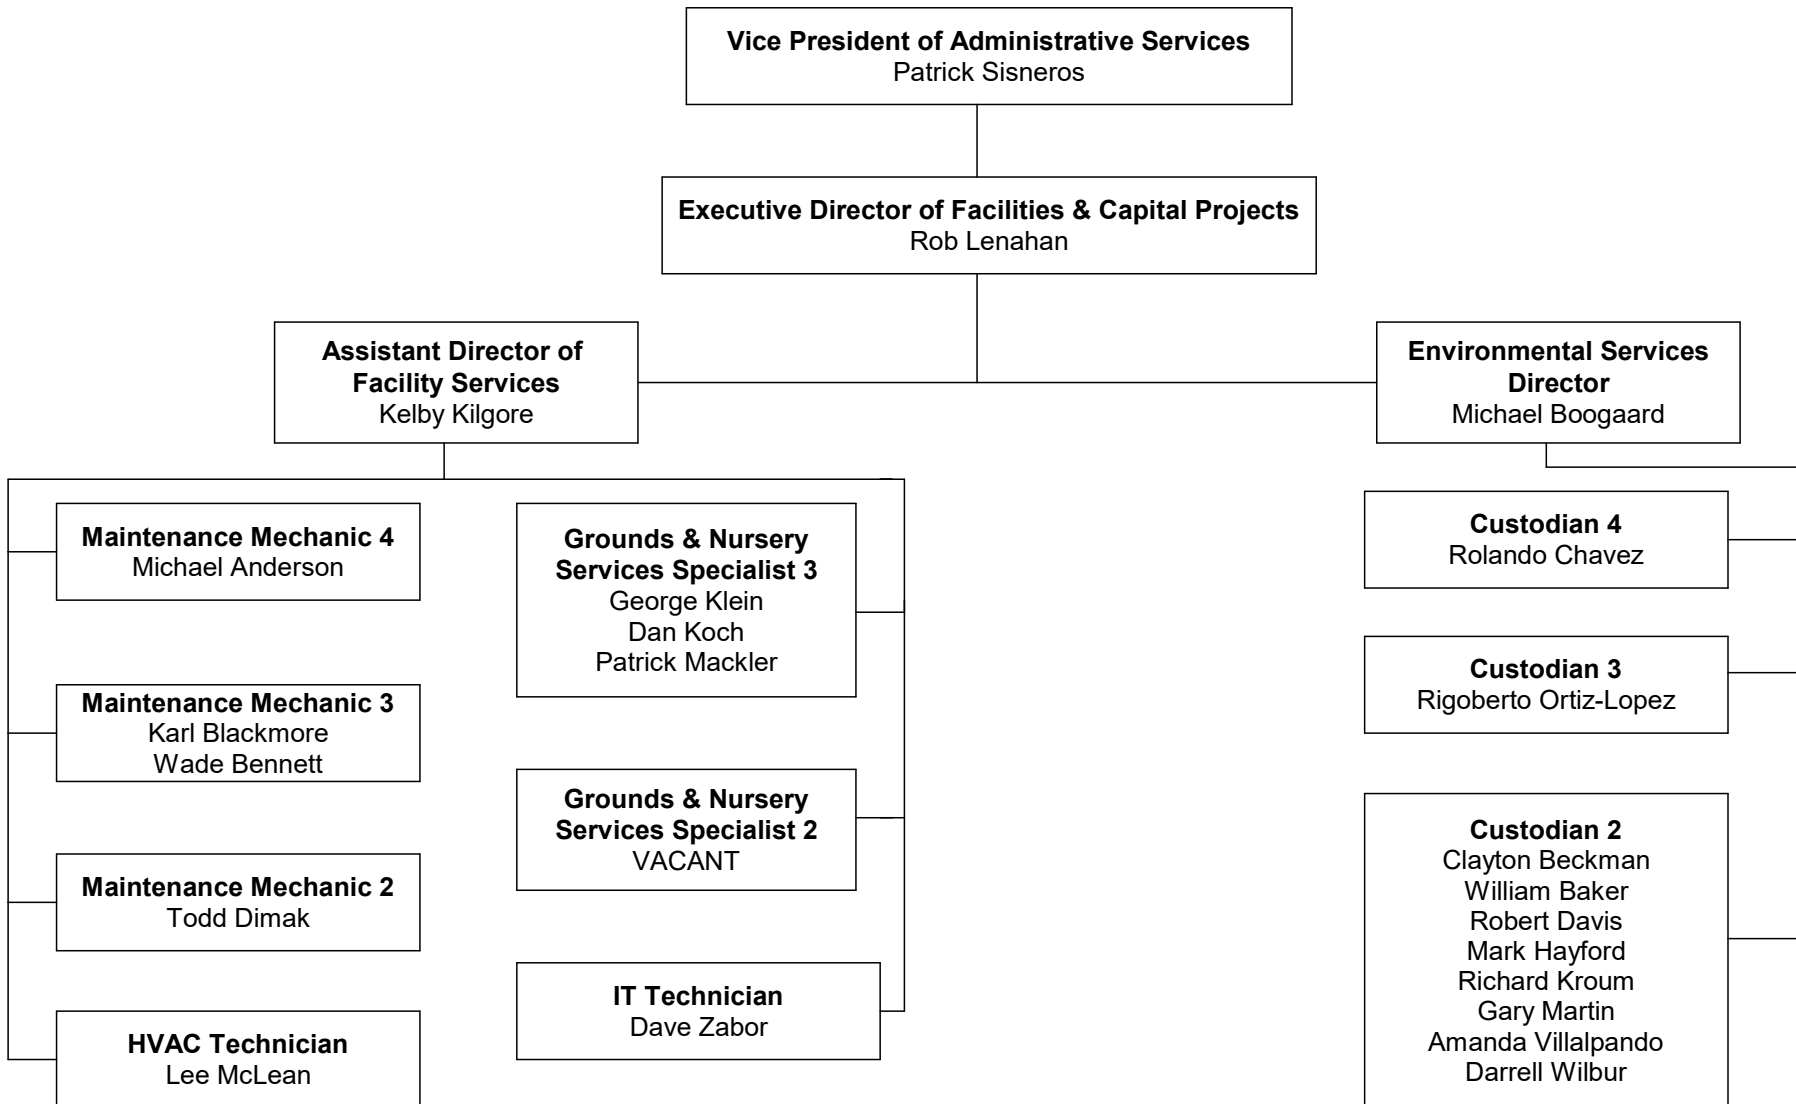 Vice President of Administrative Services
Patrick Sisneros
Executive Director of Facilities & Capital Projects
Rob Lenahan
Assistant Director of
Facility Services
Kelby Kilgore
Environmental Services
Director
Michael Boogaard
Maintenance Mechanic 4
Michael Anderson
Maintenance Mechanic 3
Karl Blackmore
Wade Bennett
Maintenance Mechanic 2
Todd Dimak
HVAC Technician
Lee McLean
Grounds & Nursery
Services Specialist 3
George Klein
Dan Koch
Patrick Mackler
Grounds & Nursery
Services Specialist 2
VACANT
IT Technician
Dave Zabor
Custodian 4
Rolando Chavez
Custodian 3
Rigoberto Ortiz-Lopez
Custodian 2
Clayton Beckman
William Baker
Robert Davis
Mark Hayford
Richard Kroum
Gary Martin
Amanda Villalpando
Darrell Wilbur